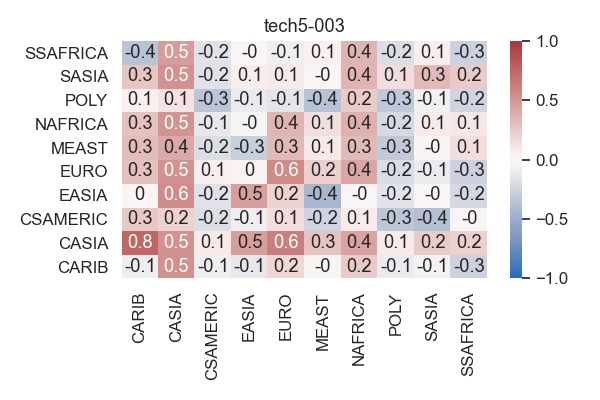 tech5-003
SSAFRICA -0.4 0.5 -0.2 -0 -0.1 0.1 0.4 -0.2 0.1 -0.3
SASIA 0.3 0.5 -0.2 0.1 0.1 -0 0.4 0.1 0.3 0.2
POLY 0.1 0.1 -0.3 -0.1 -0.1 -0.4 0.2 -0.3 -0.1 -0.2
NAFRICA 0.3 0.5 -0.1 -0 0.4 0.1 0.4 -0.2 0.1 0.1
MEAST 0.3 0.4 -0.2 -0.3 0.3 0.1 0.3 -0.3 -0 0.1
EURO 0.3 0.5 0.1 0 0.6 0.2 0.4 -0.2 -0.1 -0.3
EASIA 0 0.6 -0.2 0.5 0.2 -0.4 -0 -0.2 -0 -0.2
CSAMERIC 0.3 0.2 -0.2 -0.1 0.1 -0.2 0.1 -0.3 -0.4 -0
CASIA 0.8 0.5 0.1 0.5 0.6 0.3 0.4 0.1 0.2 0.2
CARIB -0.1 0.5 -0.1 -0.1 0.2 -0 0.2 -0.1 -0.1 -0.3
CARIB CASIA CSAMERIC EASIA EURO MEAST NAFRICA POLY SASIA SSAFRICA
1.0
0.5
0.0
−0.5
−1.0